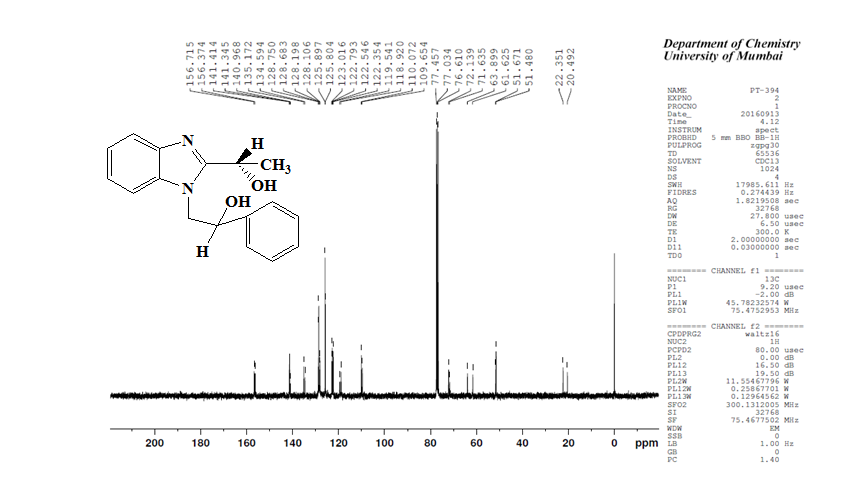 Department of Chemistry
University of Mumbai
156.715
156.374
141.414
141.345
140.968
135.172
134.594
128.750
128.683
128.198
128.106
125.897
125.804
123.016
122.793
122.546
122.354
119.541
118.920
110.072
109.654
77.457
77.034
76.610
72.139
71.635
63.899
61.625
51.671
51.480
22.351
20.492
NAME PT-394
EXPNO 2
PROCNO 1
Date_ 20160913
Time 4.12
INSTRUM spect
PROBHD 5 mm BBO BB-1H
PULPROG zgpg30
TD 65536
SOLVENT CDCl3
NS 1024
DS 4
SWH 17985.611 Hz
FIDRES 0.274439 Hz
AQ 1.8219508 sec
RG 32768
DW 27.800 usec
DE 6.50 usec
TE 300.0 K
D1 2.00000000 sec
D11 0.03000000 sec
TD0 1
======== CHANNEL f1 ========
NUC1 13C
P1 9.20 usec
PL1 -2.00 dB
PL1W 45.78232574 W
SFO1 75.4752953 MHz
======== CHANNEL f2 ========
CPDPRG2 waltz16
NUC2 1H
PCPD2 80.00 usec
PL2 0.00 dB
PL12 16.50 dB
PL13 19.50 dB
PL2W 11.55467796 W
PL12W 0.25867701 W
PL13W 0.12964562 W
SFO2 300.1312005 MHz
SI 32768
SF 75.4677502 MHz
WDW EM
SSB 0
LB 1.00 Hz
GB 0
PC 1.40
N
H
CH3
OH
N
OH
H
200 180 160 140 120 100 80 60 40 20 0 ppm